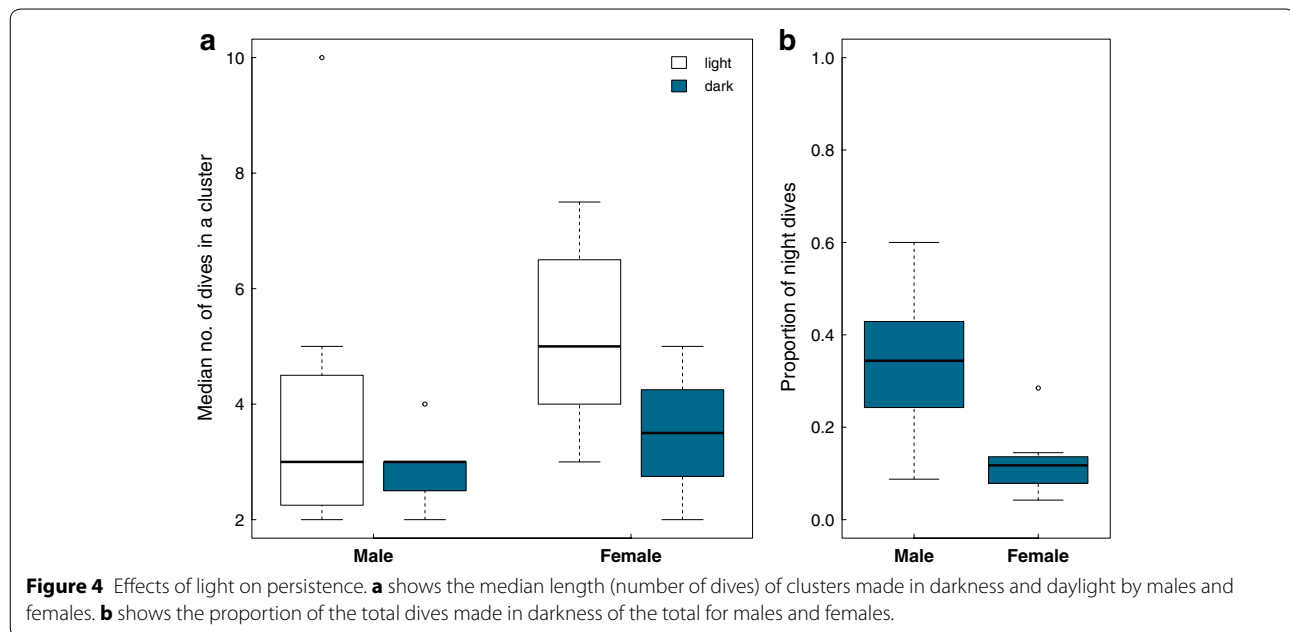 a
Median no. of dives in a cluster
10
8
6
4
2
light
dark
Male
Female
b
Proportion of night dives
1.0
0.8
0.6
0.4
0.2
0.0
Male
Female
Figure 4 Effects of light on persistence. a shows the median length (number of dives) of clusters made in darkness and daylight by males and
females. b shows the proportion of the total dives made in darkness of the total for males and females.